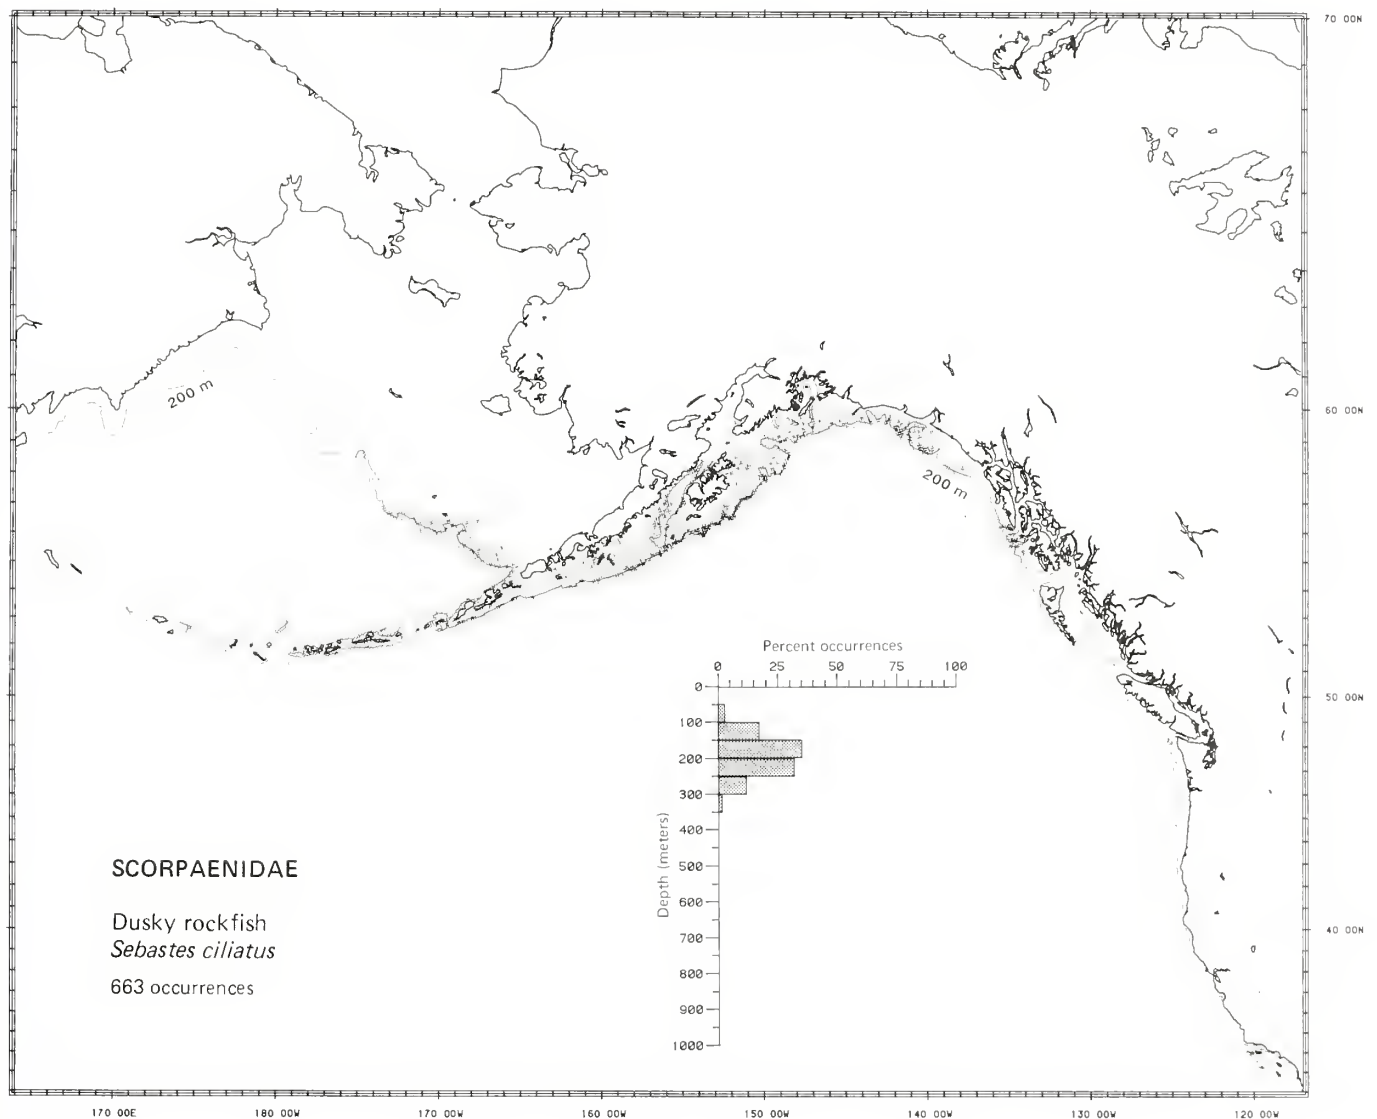 70 00N
200 m
60 00N
200 m
Percent occurrences
0 25 50 75 100
0
50 00N
100
200
300
400
500
600
700
800
900
1000
Depth (meters)
SCORPAENIDAE
Dusky rockfish
Sebastes ciliatus
663 occurrences
40 00N
170 00E 180 00W 170 00W 160 00W 150 00W 140 00W 130 00W 120 00W